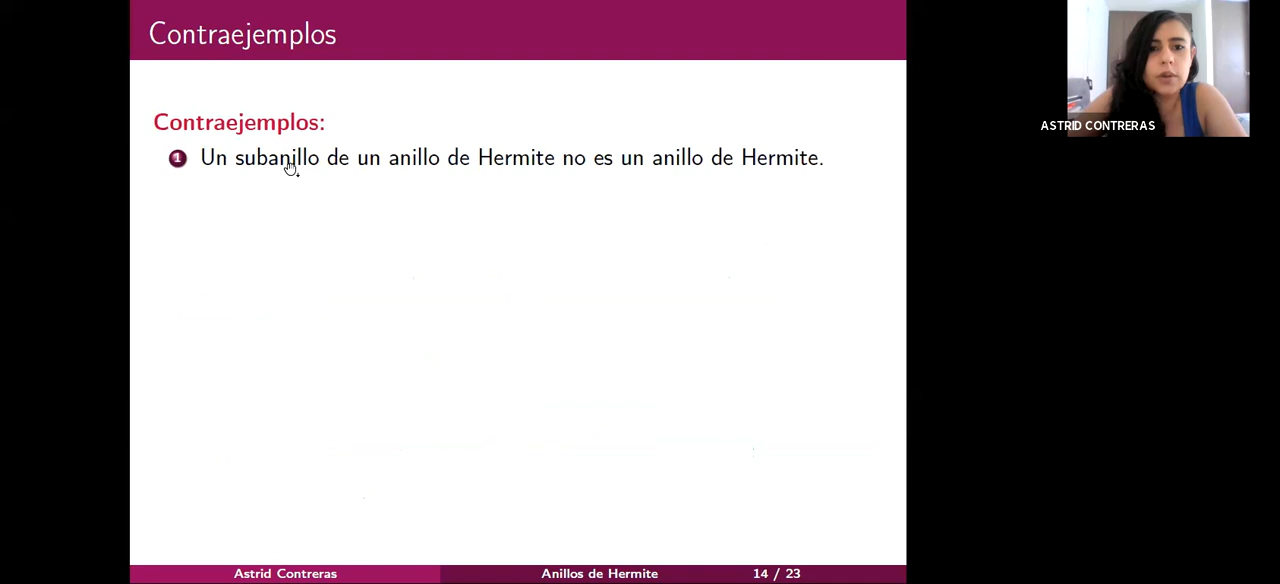 Contraejemplos
ASTRID CONTRERAS
Contraejemplos:
1 Un subanillo de un anillo de Hermite no es un anillo de Hermite.
Astrid Contreras Anillos de Hermite 14 / 23